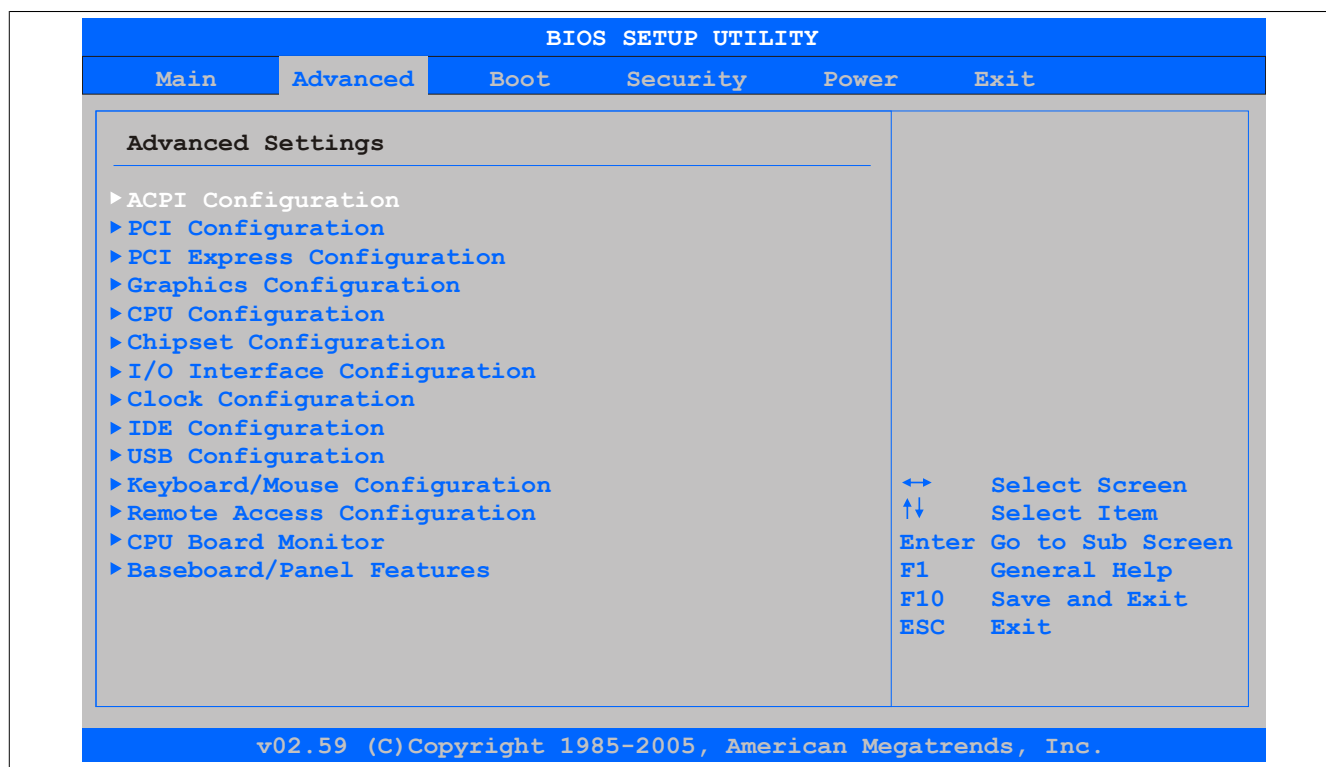 BIOS SETUP UTILITY
Main Advanced Boot Security Power Exit
Advanced Settings
ACPI Configuration
PCI Configuration
PCI Express Configuration
Graphics Configuration
CPU Configuration
Chipset Configuration
I/O Interface Configuration
Clock Configuration
IDE Configuration
USB Configuration
Keyboard/Mouse Configuration
Remote Access Configuration
CPU Board Monitor
Baseboard/Panel Features
↔ Select Screen
↑↓ Select Item
Enter Go to Sub Screen
F1 General Help
F10 Save and Exit
ESC Exit
v02.59 (C)Copyright 1985-2005, American Megatrends, Inc.